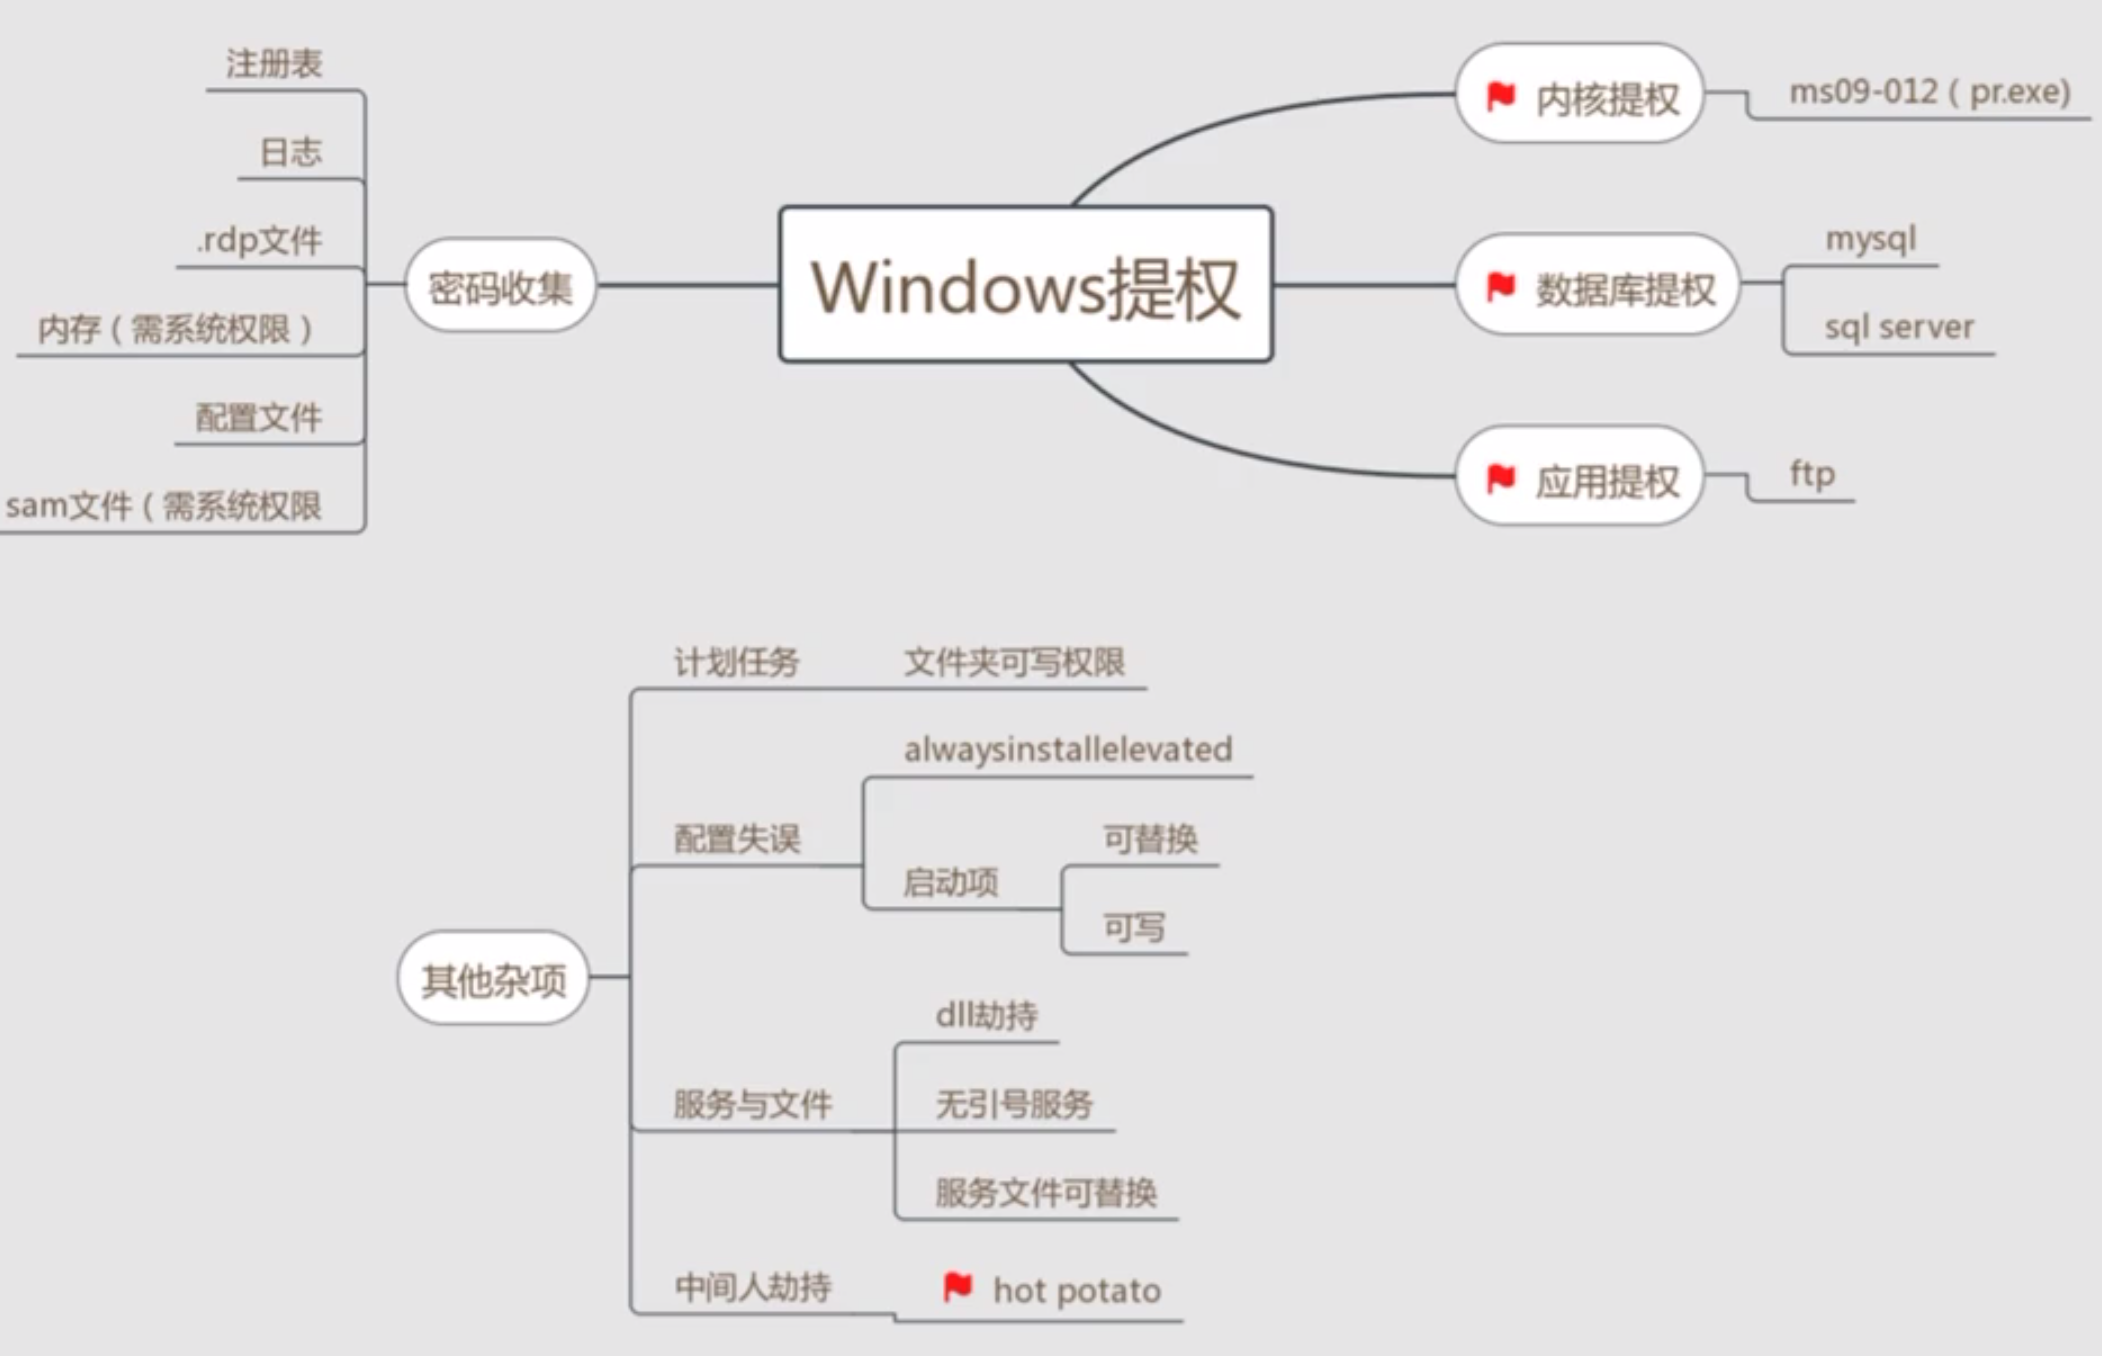 Windows提权
内核提权
ms09-012（pr.exe)
数据库提权
mysql
sql server
应用提权
ftp
密码收集
注册表
日志
.rdp文件
内存（需系统权限）
配置文件
sam文件（需系统权限
其他杂项
计划任务
文件夹可写权限
配置失误
alwaysinstallelevated
启动项
可替换
可写
服务与文件
dll劫持
无引号服务
服务文件可替换
中间人劫持
hot potato